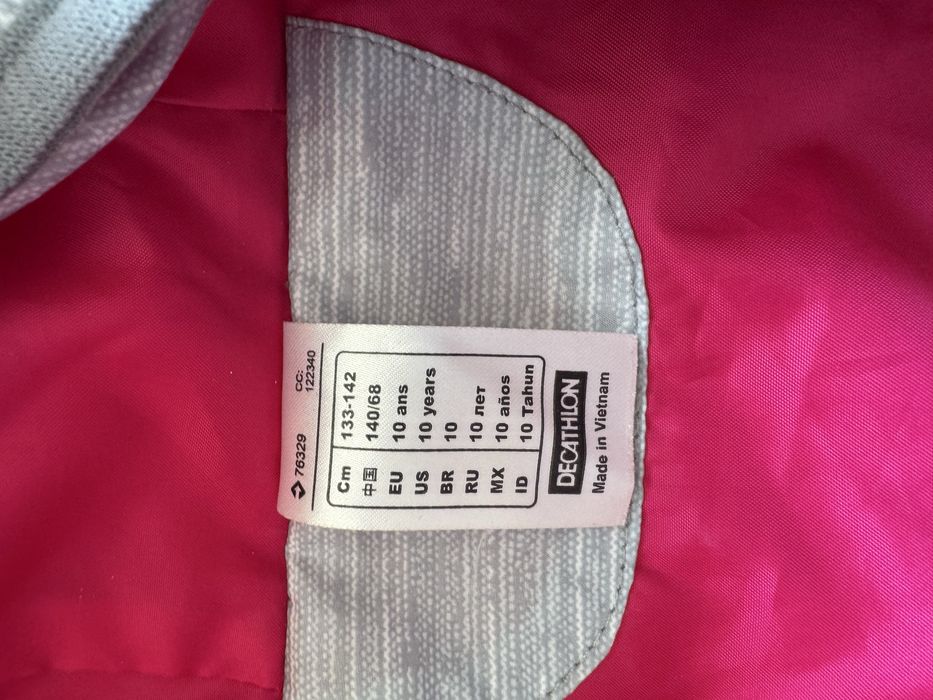 76329
CC:
122340
Cm 133-142
中国 140/68
EU 10 ans
US 10 years
BR 10
RU 10 лет
MX 10 años
ID 10 Tahun
DECATHLON
Made in Vietnam